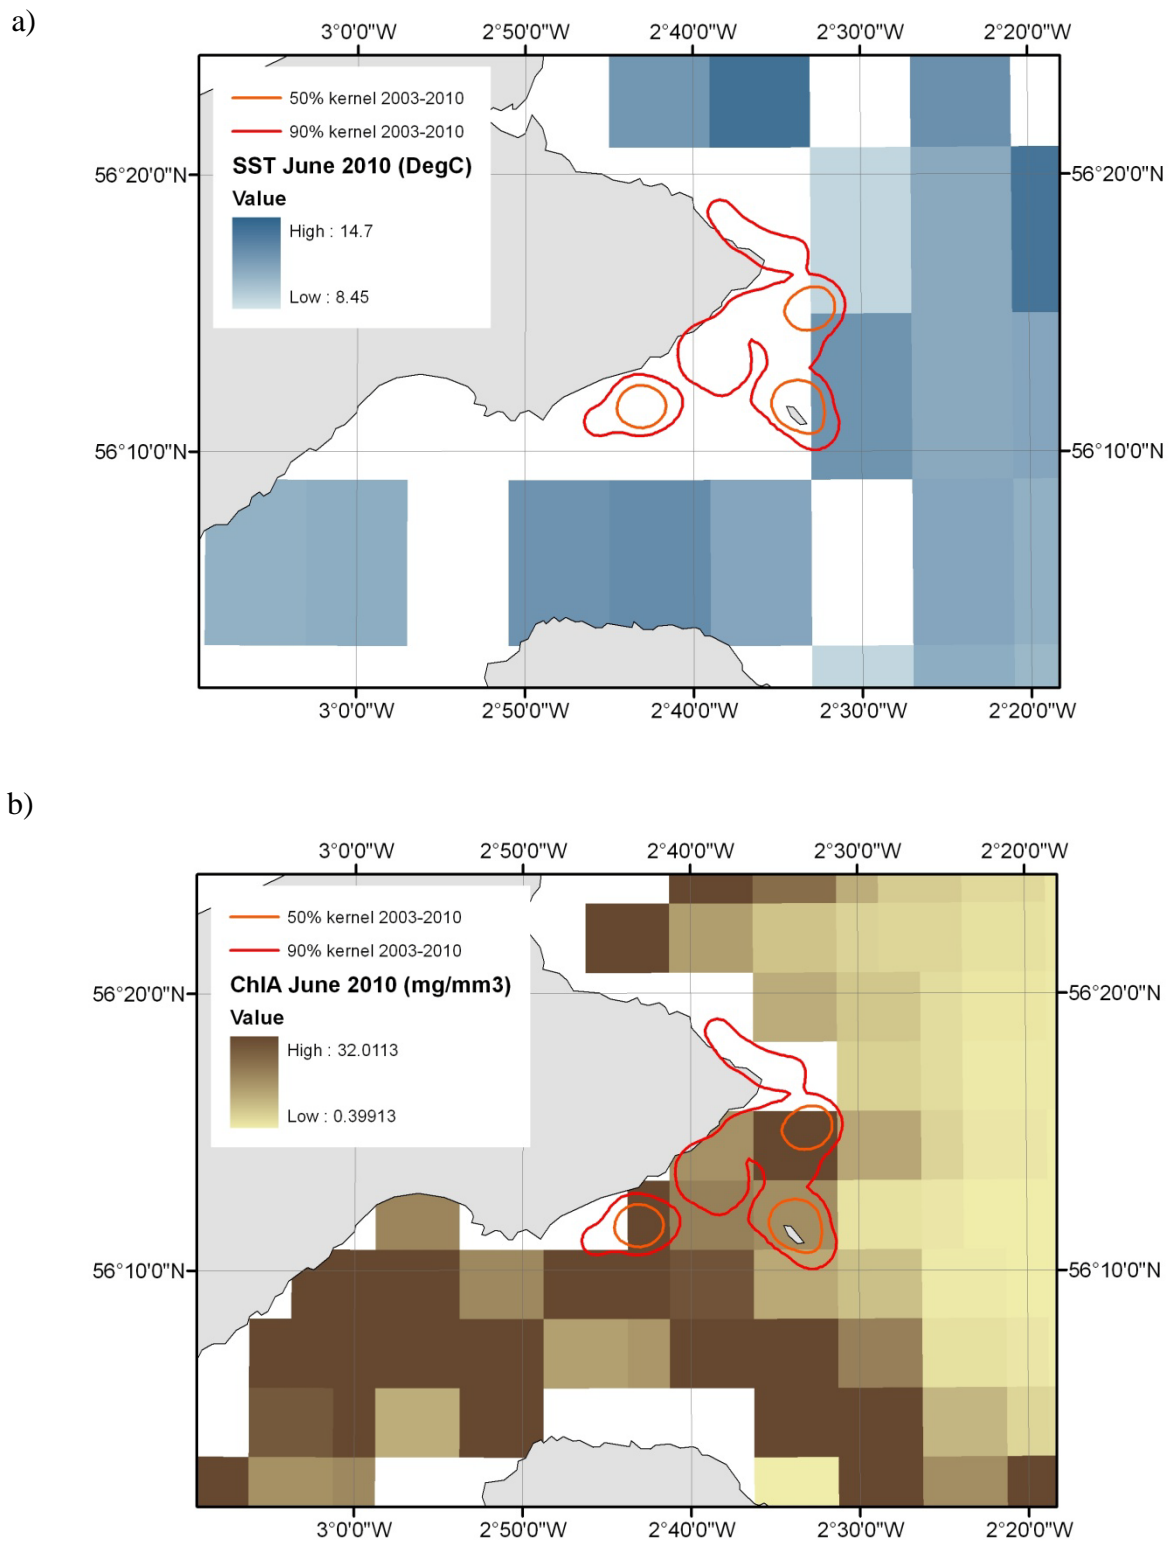 a)
3°0'0"W 2°50'0"W 2°40'0"W 2°30'0"W 2°20'0"W
50% kernel 2003-2010
90% kernel 2003-2010
SST June 2010 (DegC)
Value
High : 14.7
Low : 8.45
56°20'0"N 56°20'0"N
56°10'0"N 56°10'0"N
3°0'0"W 2°50'0"W 2°40'0"W 2°30'0"W 2°20'0"W
b)
3°0'0"W 2°50'0"W 2°40'0"W 2°30'0"W 2°20'0"W
50% kernel 2003-2010
90% kernel 2003-2010
ChlA June 2010 (mg/mm3)
Value
High : 32.0113
Low : 0.39913
56°20'0"N 56°20'0"N
56°10'0"N 56°10'0"N
3°0'0"W 2°50'0"W 2°40'0"W 2°30'0"W 2°20'0"W